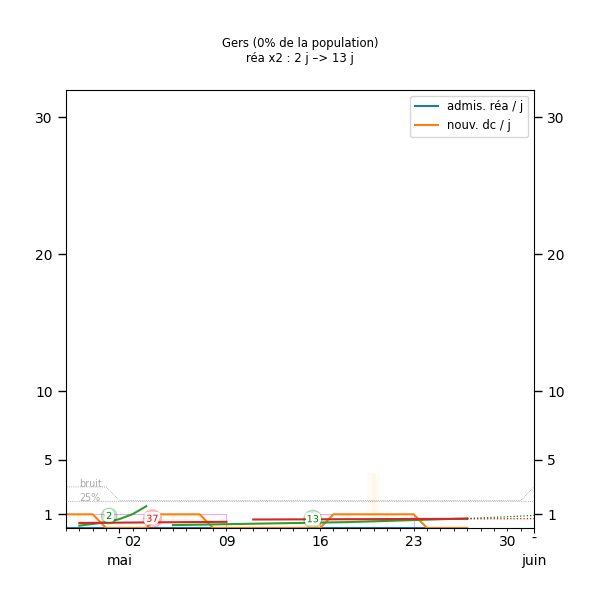 Gers (0% de la population)
réa x2 : 2 j –> 13 j
admis. réa / j
nouv. dc / j
30
30
20
20
10
10
5
5
bruit
25%
1
1
2
37
13
02
09
16
23
30
mai
juin